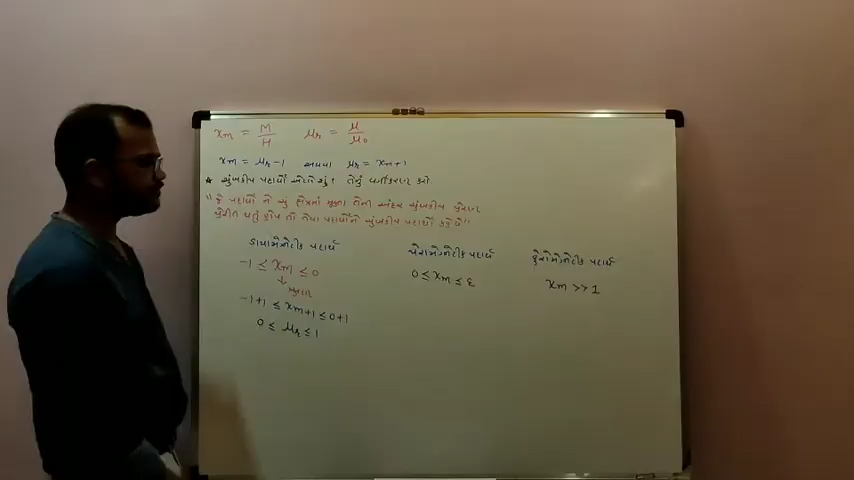 χm = M/H    μr = μ/μ0
χm = μr-1 અથવા μr = χm+1
* ચુંબકીય પદાર્થો એટલે શું? તેનું વર્ગીકરણ કરો
"જે પદાર્થો ને ચું ક્ષેત્રમાં મૂકતા તેની અંદર ચુંબકીય પ્રેરણ
પ્રેરીત થતું હોય તો તેવા પદાર્થોને ચુંબકીય પદાર્થો કહે છે"
ડાયામેગ્નેટીક પદાર્થ    પેરામેગ્નેટીક પદાર્થ    ફેરોમેગ્નેટીક પદાર્થ
-1 ≤ χm ≤ 0    0 ≤ χm ≤ ε    χm >> 1
-1+1 ≤ χm+1 ≤ 0+1
0 ≤ μr ≤ 1